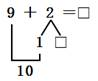 9 + 2 = □
1 □
10